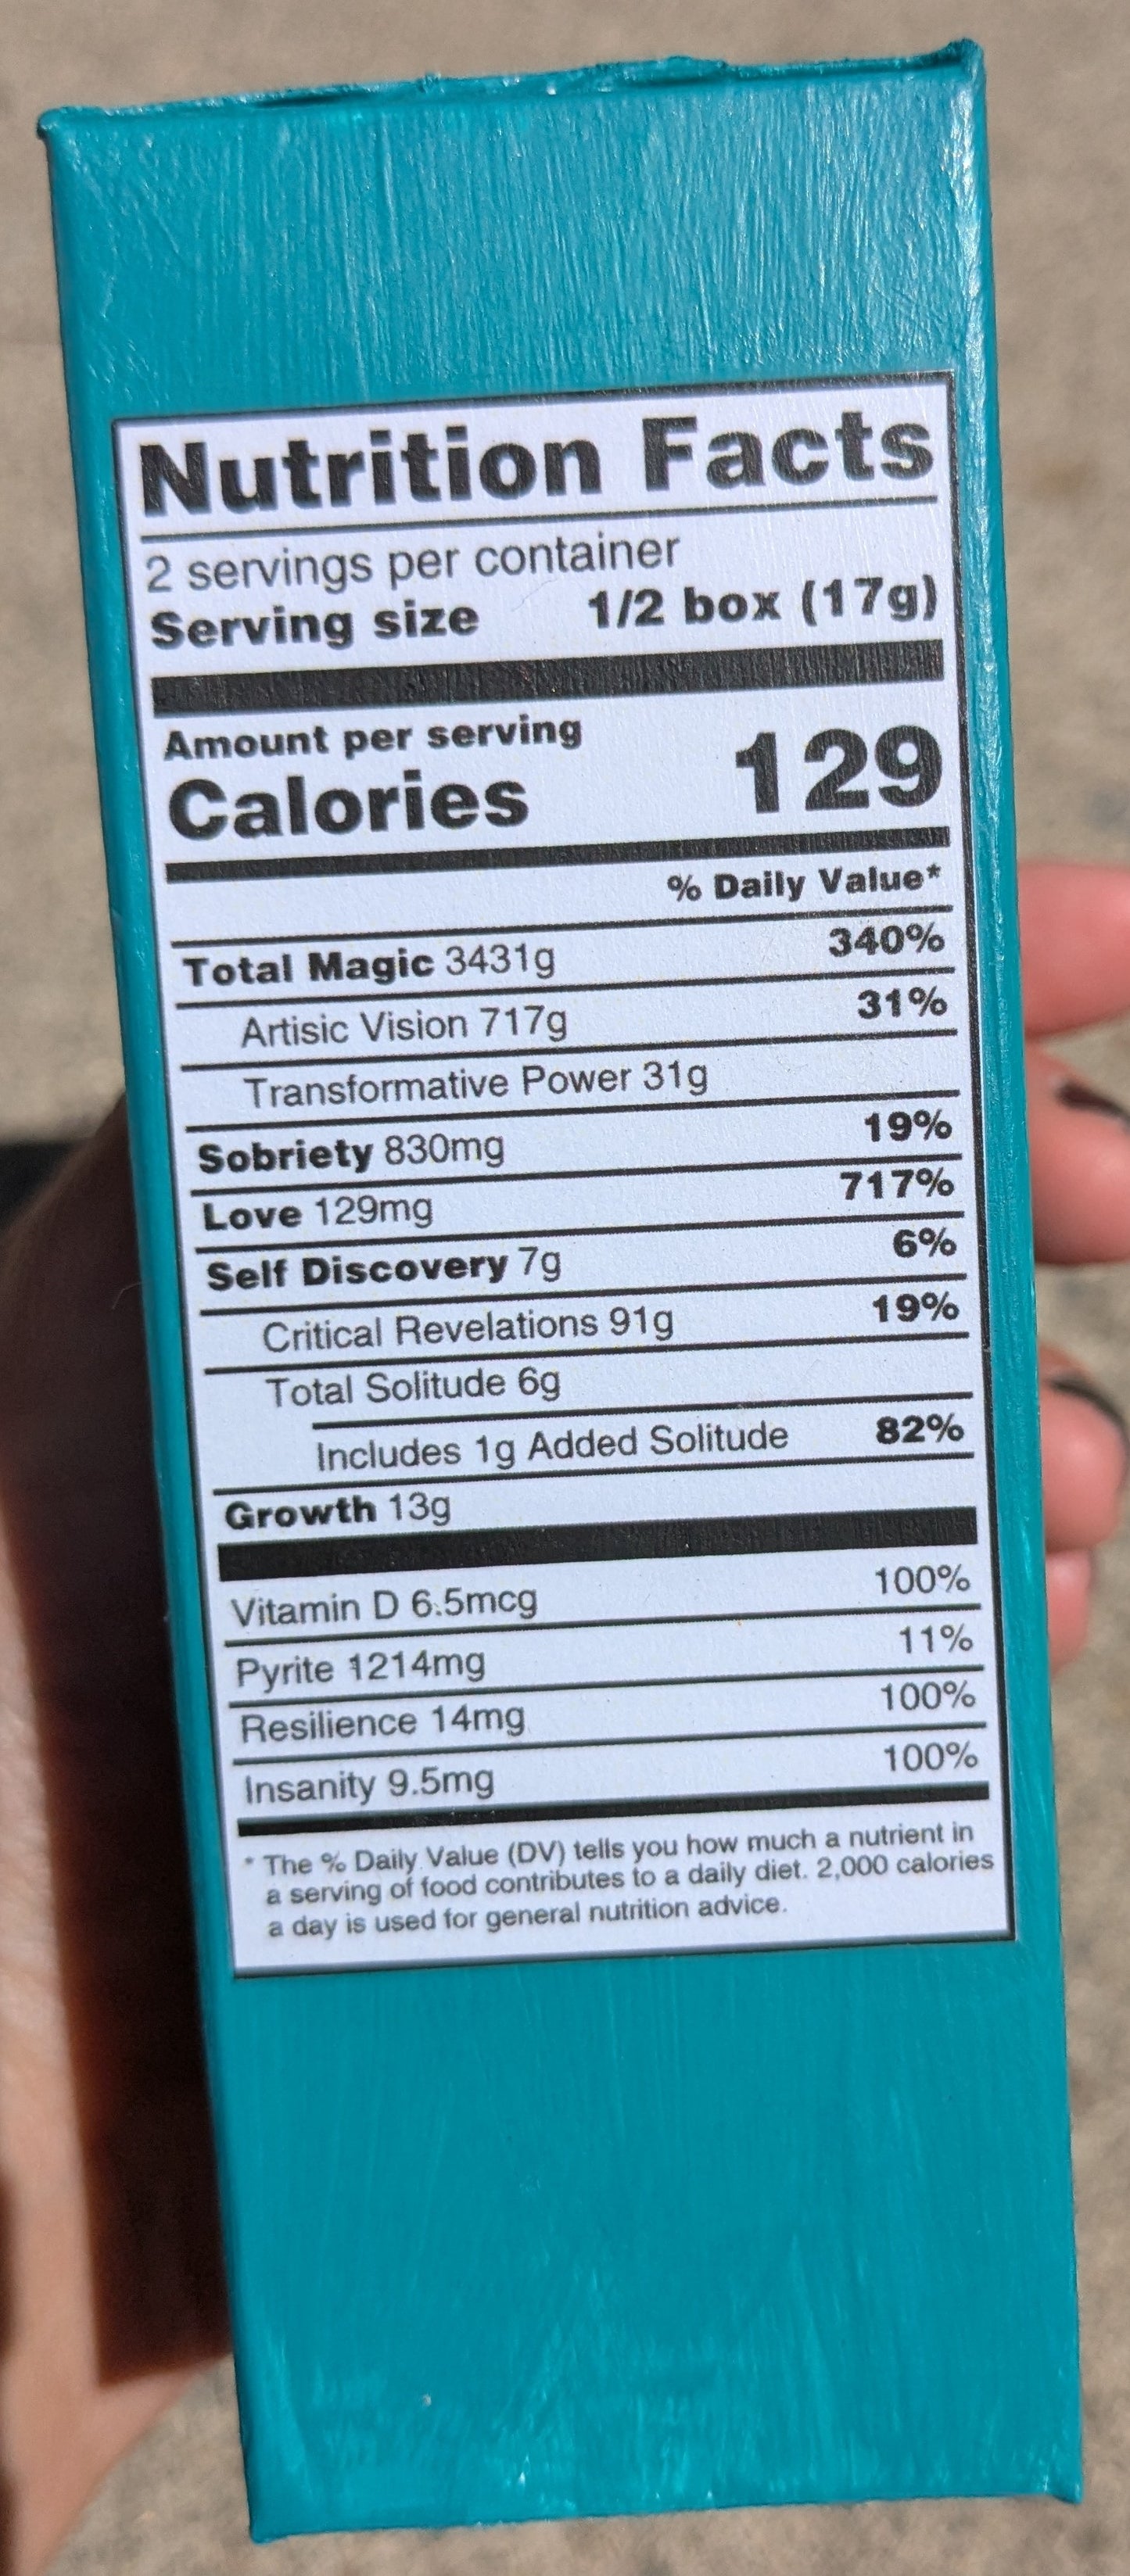 Nutrition Facts
2 servings per container
Serving size 1/2 box (17g)
Amount per serving
Calories 129
% Daily Value*
Total Magic 3431g 340%
Artisic Vision 717g 31%
Transformative Power 31g
Sobriety 830mg 19%
Love 129mg 717%
Self Discovery 7g 6%
Critical Revelations 91g 19%
Total Solitude 6g
Includes 1g Added Solitude 82%
Growth 13g
Vitamin D 6.5mcg 100%
Pyrite 1214mg 11%
Resilience 14mg 100%
Insanity 9.5mg 100%
* The % Daily Value (DV) tells you how much a nutrient in
a serving of food contributes to a daily diet. 2,000 calories
a day is used for general nutrition advice.